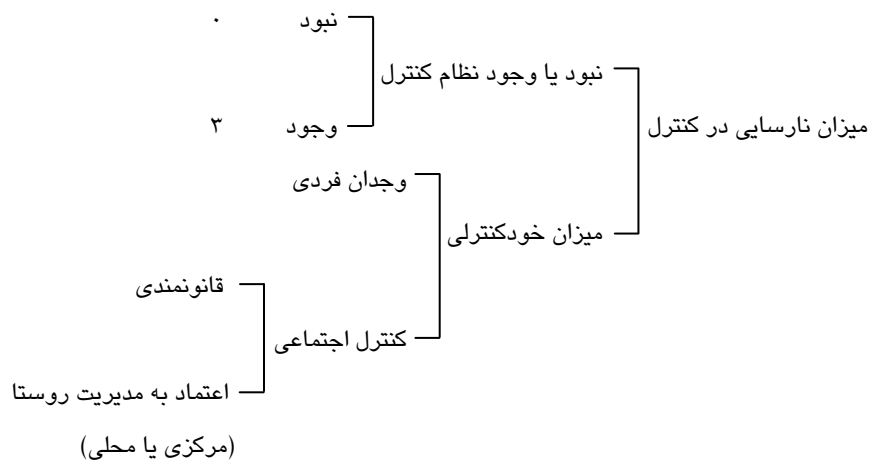 نبود ۰
نبود یا وجود نظام کنترل
میزان نارسایی در کنترل
وجود ۳
وجدان فردی
میزان خودکنترلی
قانونمندی
کنترل اجتماعی
اعتماد به مدیریت روستا
(مرکزی یا محلی)